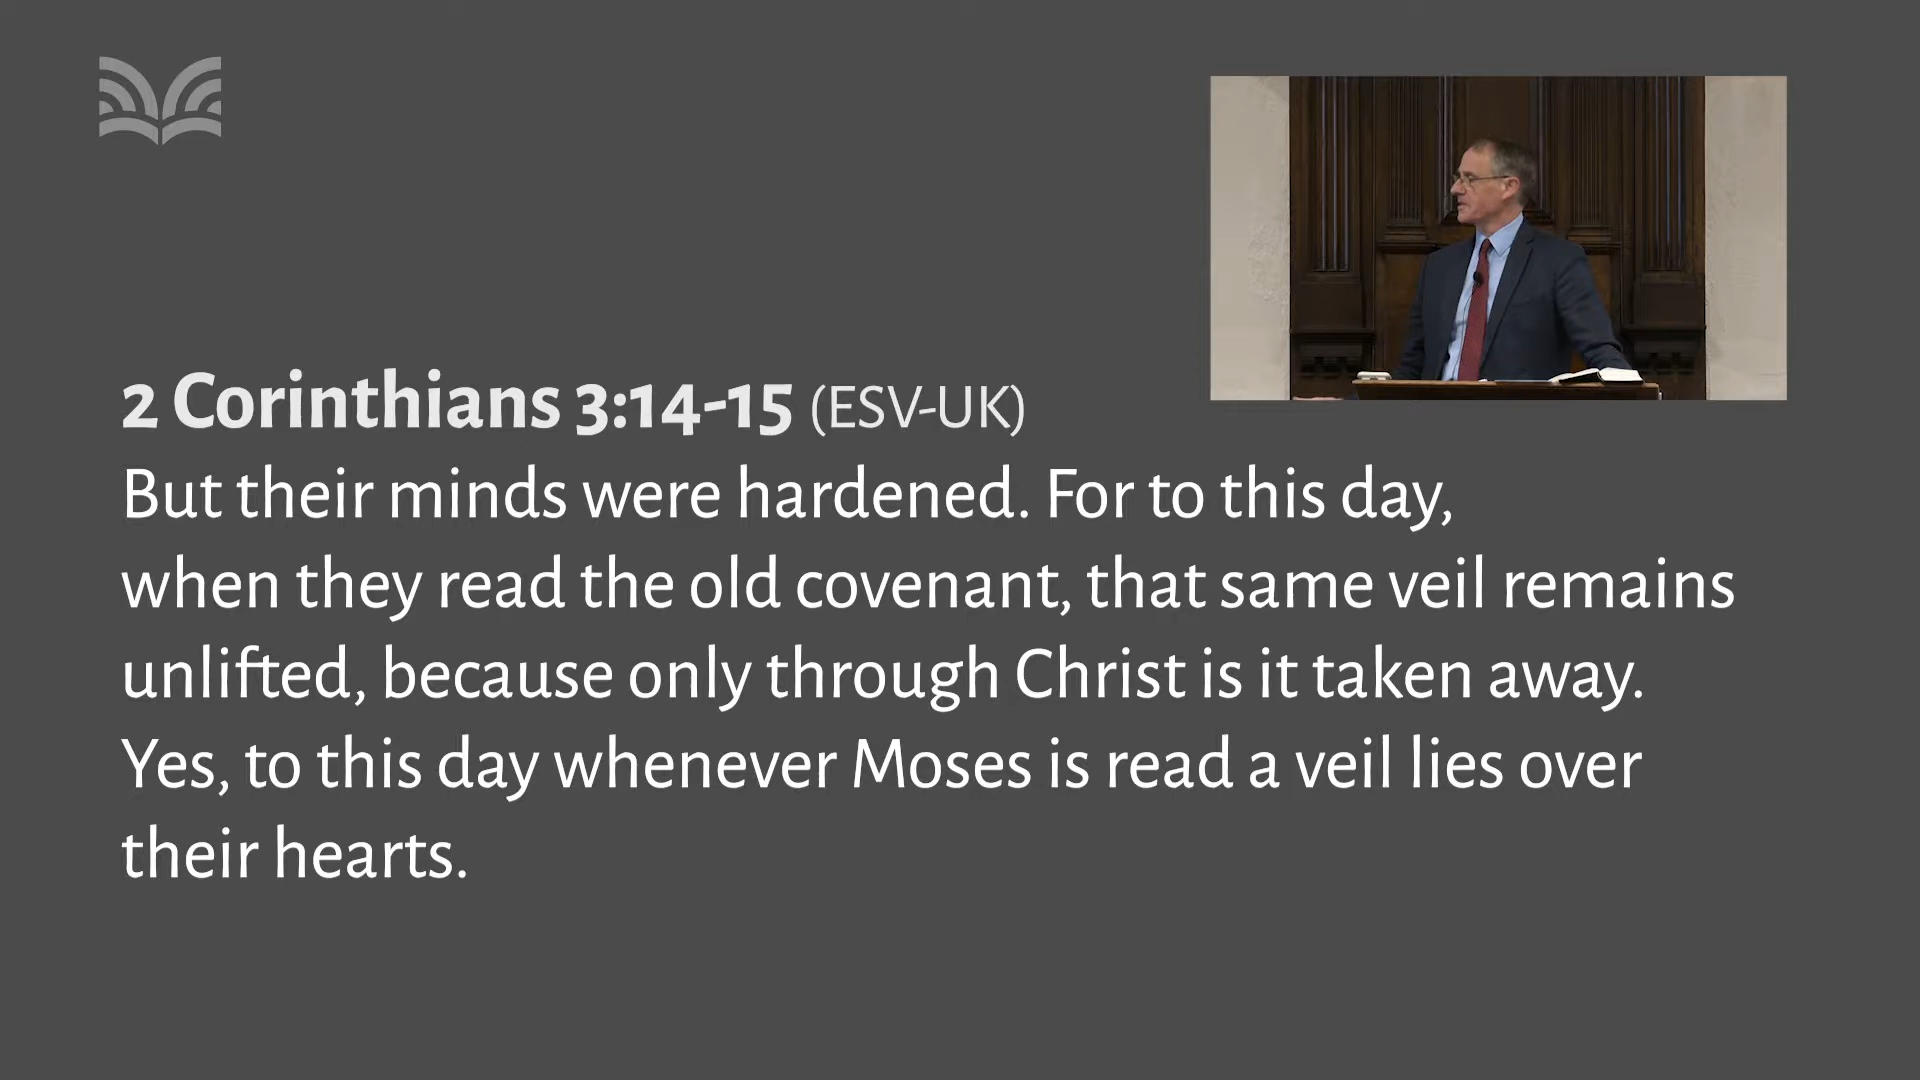 2 Corinthians 3:14-15 (ESV-UK)
But their minds were hardened. For to this day,
when they read the old covenant, that same veil remains
unlifted, because only through Christ is it taken away.
Yes, to this day whenever Moses is read a veil lies over
their hearts.